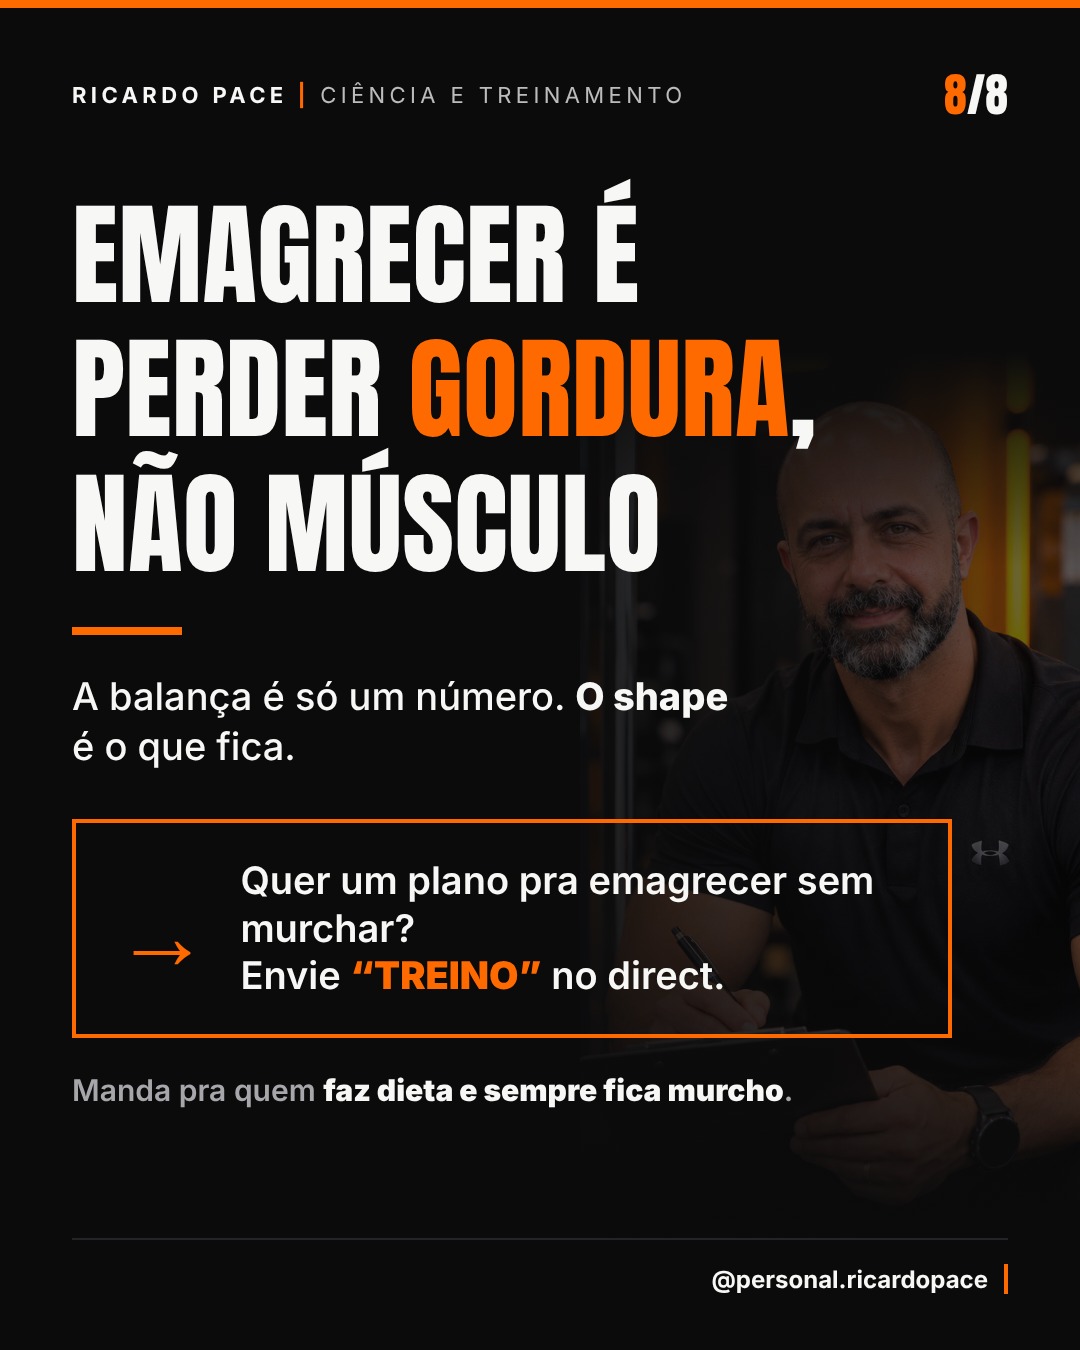 RICARDO PACE | CIÊNCIA E TREINAMENTO
8/8
EMAGRECER É
PERDER GORDURA,
NÃO MÚSCULO
A balança é só um número. O shape
é o que fica.
→ Quer um plano pra emagrecer sem
murchar?
Envie “TREINO” no direct.
Manda pra quem faz dieta e sempre fica murcho.
@personal.ricardopace